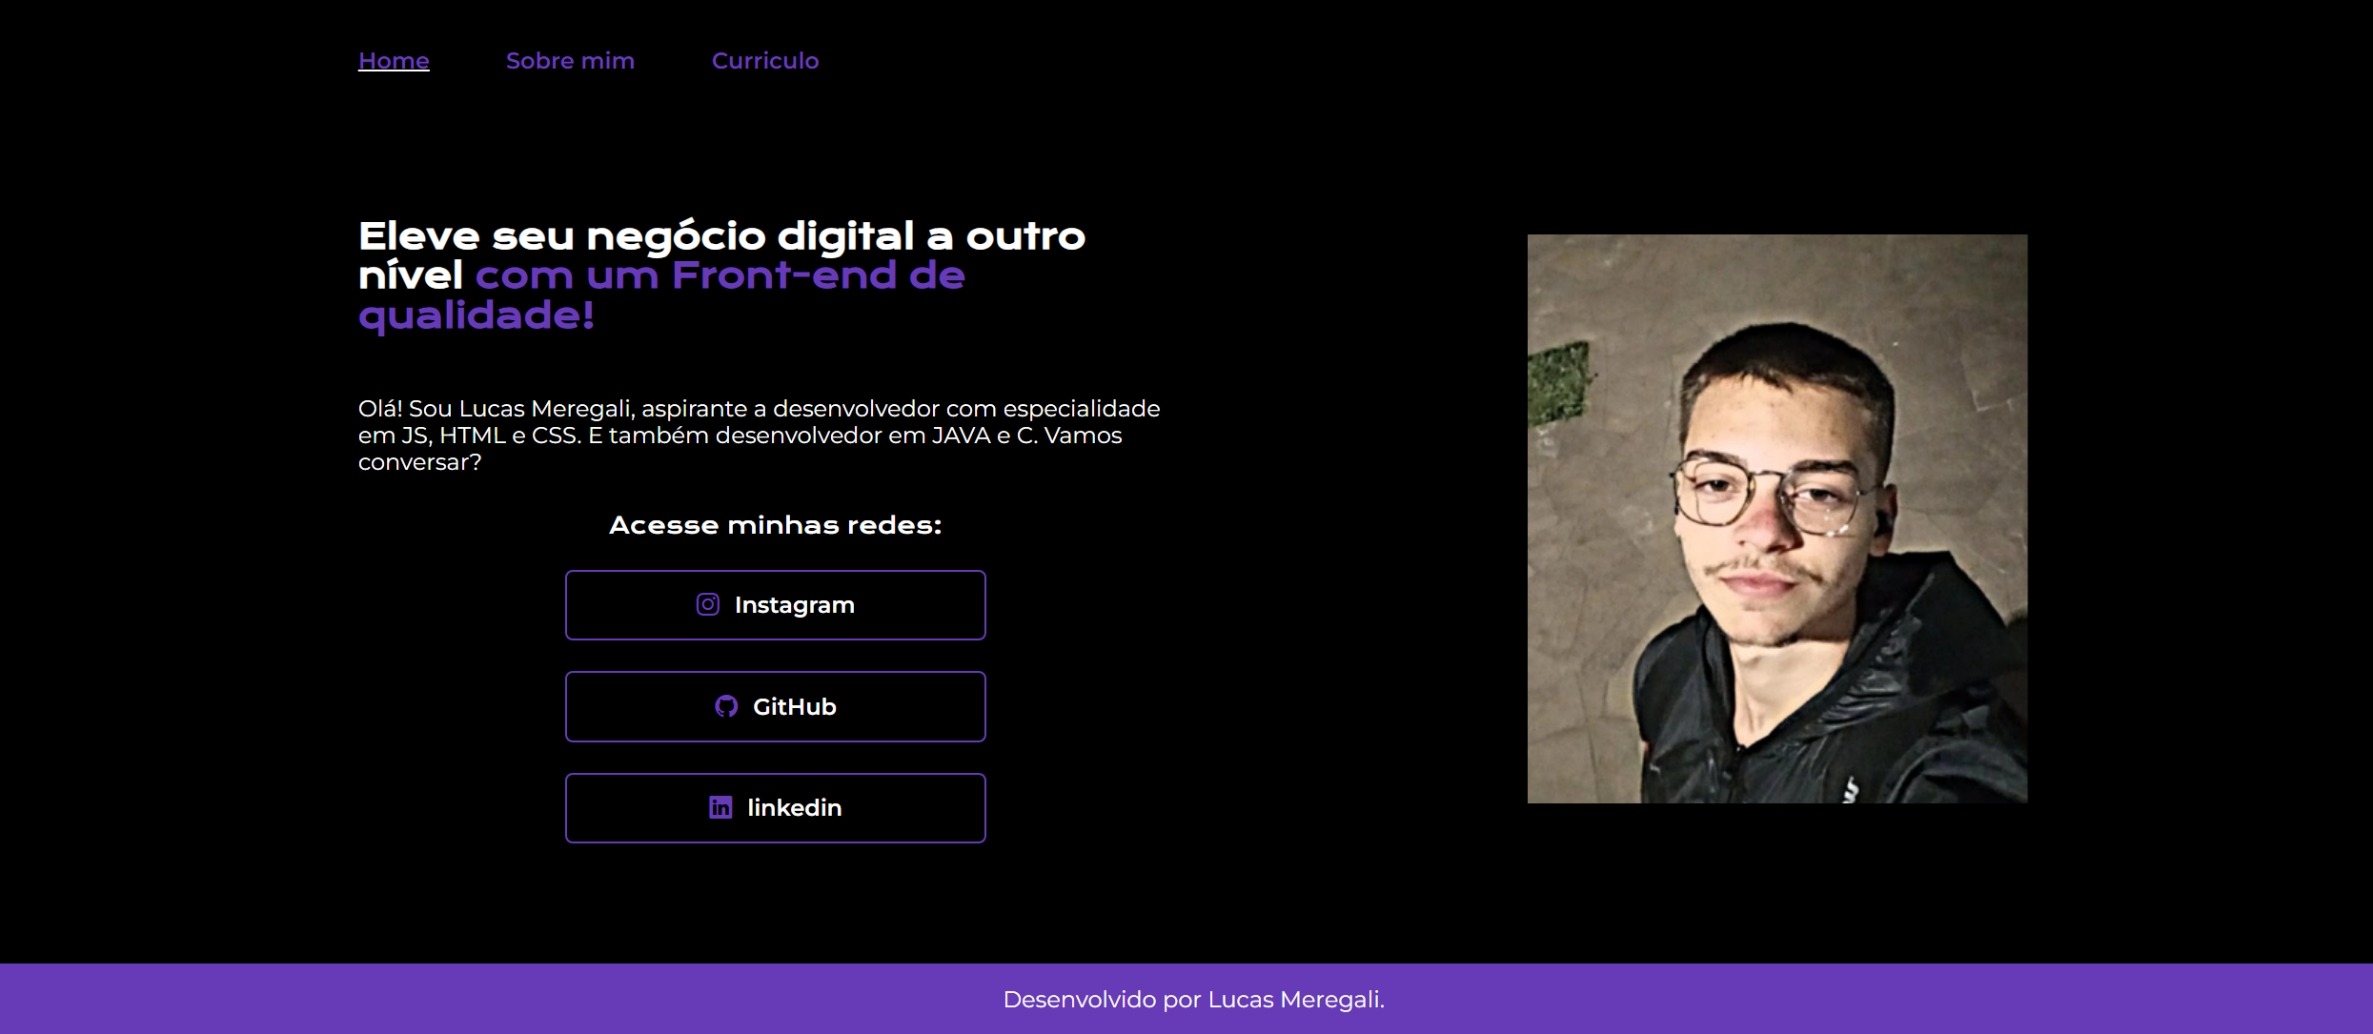 Home Sobre mim Curriculo
Eleve seu negócio digital a outro
nível com um Front-end de
qualidade!
Olá! Sou Lucas Meregali, aspirante a desenvolvedor com especialidade
em JS, HTML e CSS. E também desenvolvedor em JAVA e C. Vamos
conversar?
Acesse minhas redes:
Instagram
GitHub
linkedin
Desenvolvido por Lucas Meregali.